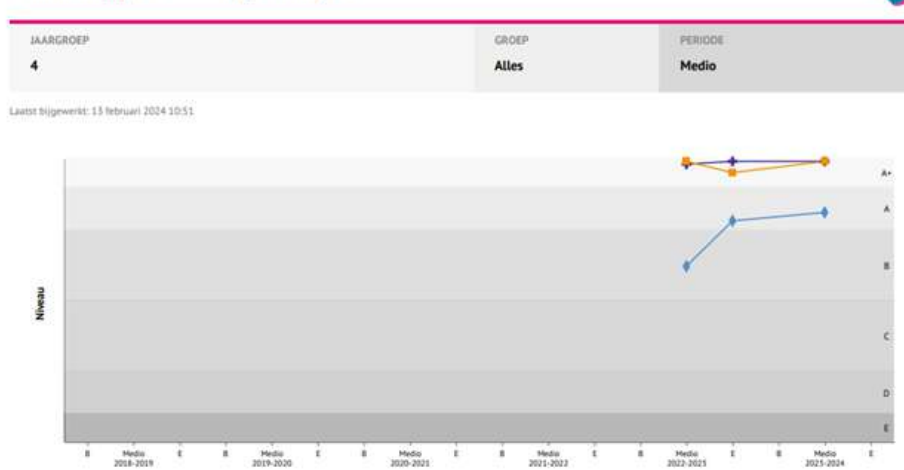 JAARGROEP
4
GROEP
Alles
PERIODE
Medio
Laatst bijgewerkt: 13 februari 2024 10:51
A+
A
B
Niveau
C
D
E
B Medio E B Medio E B Medio E B Medio E B Medio E B Medio E
2018-2019 2019-2020 2020-2021 2021-2022 2022-2023 2023-2024